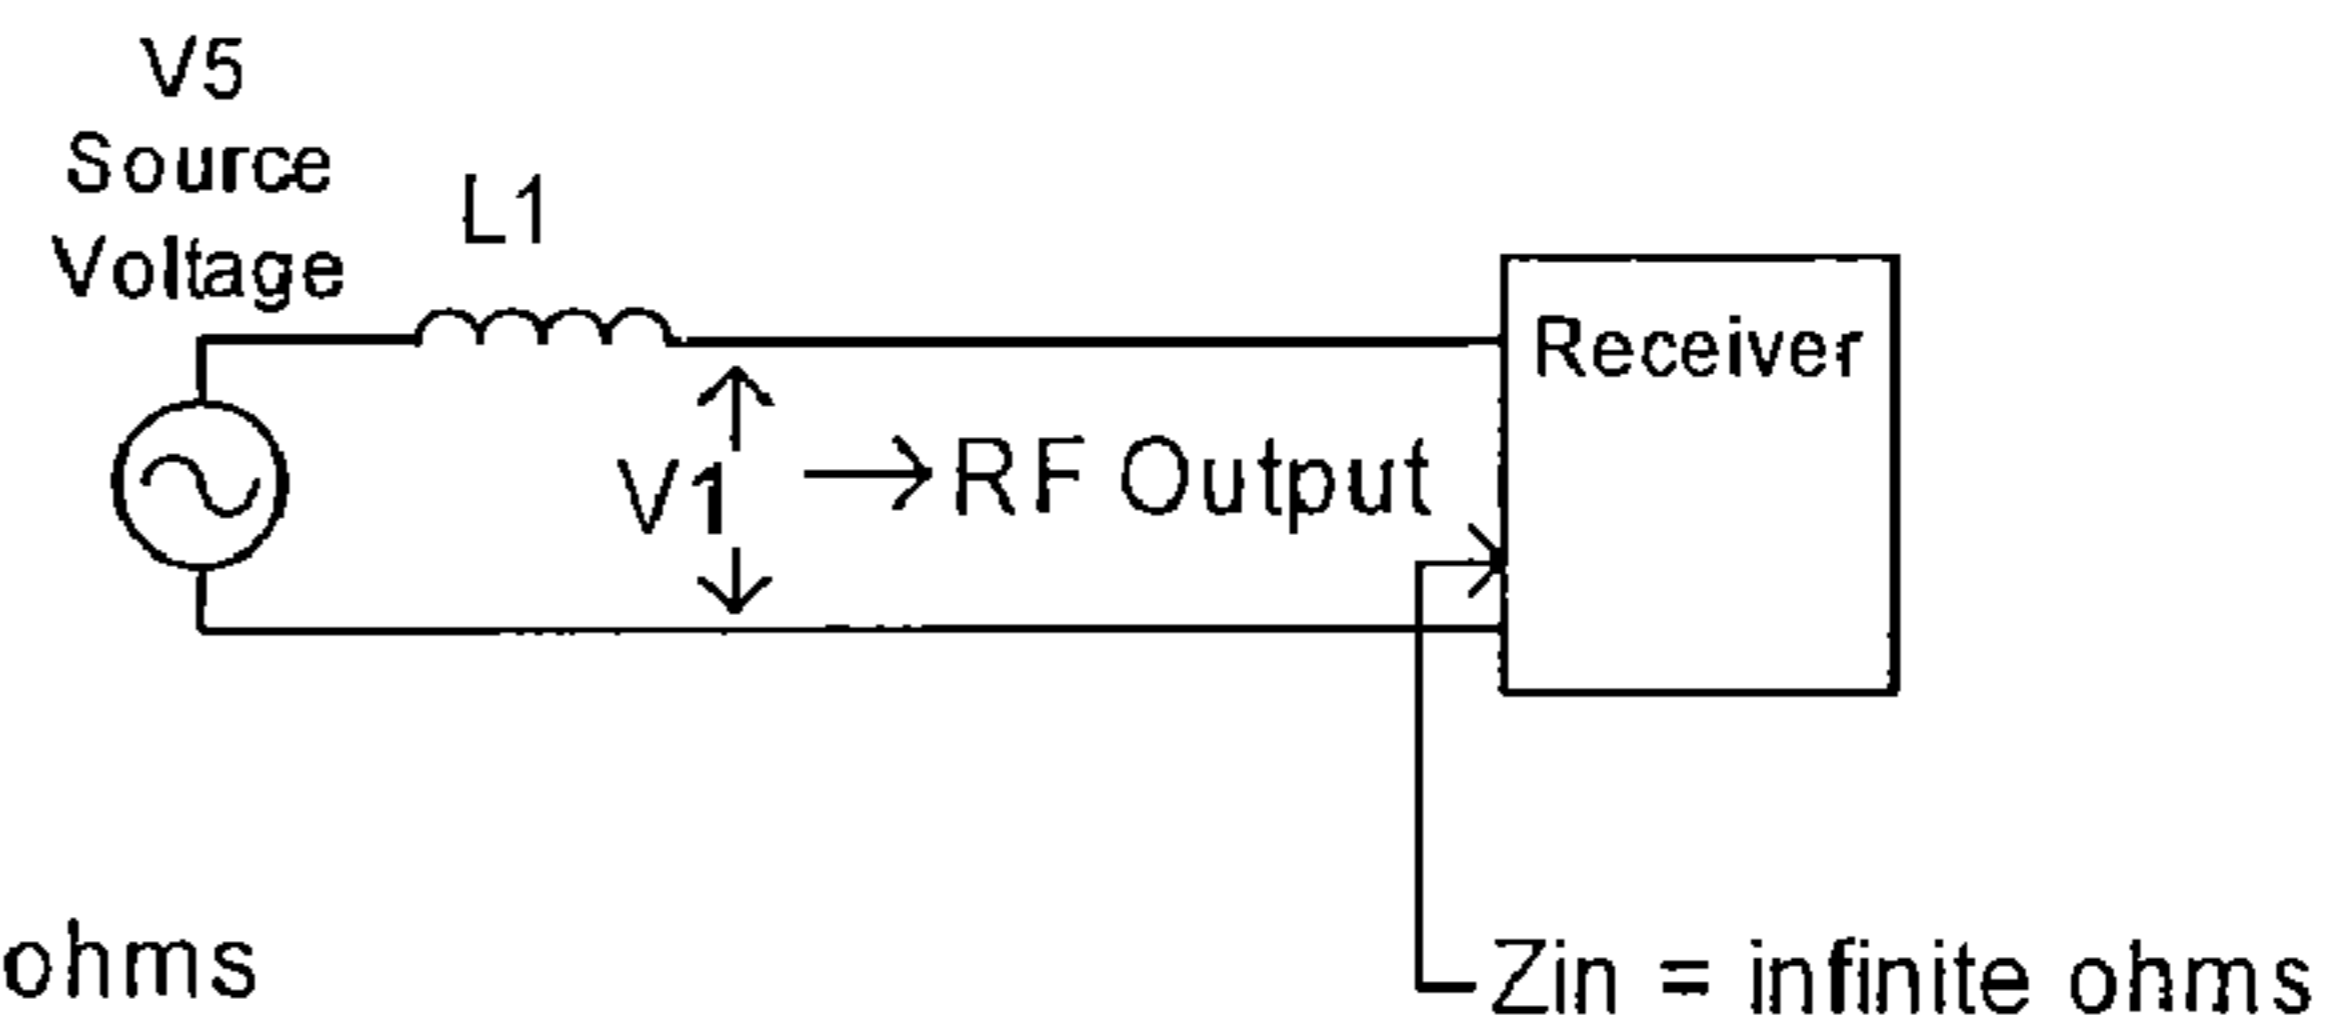 V5
Source
Voltage
L1
Receiver
V1
RF Output
ohms
Zin = infinite ohms